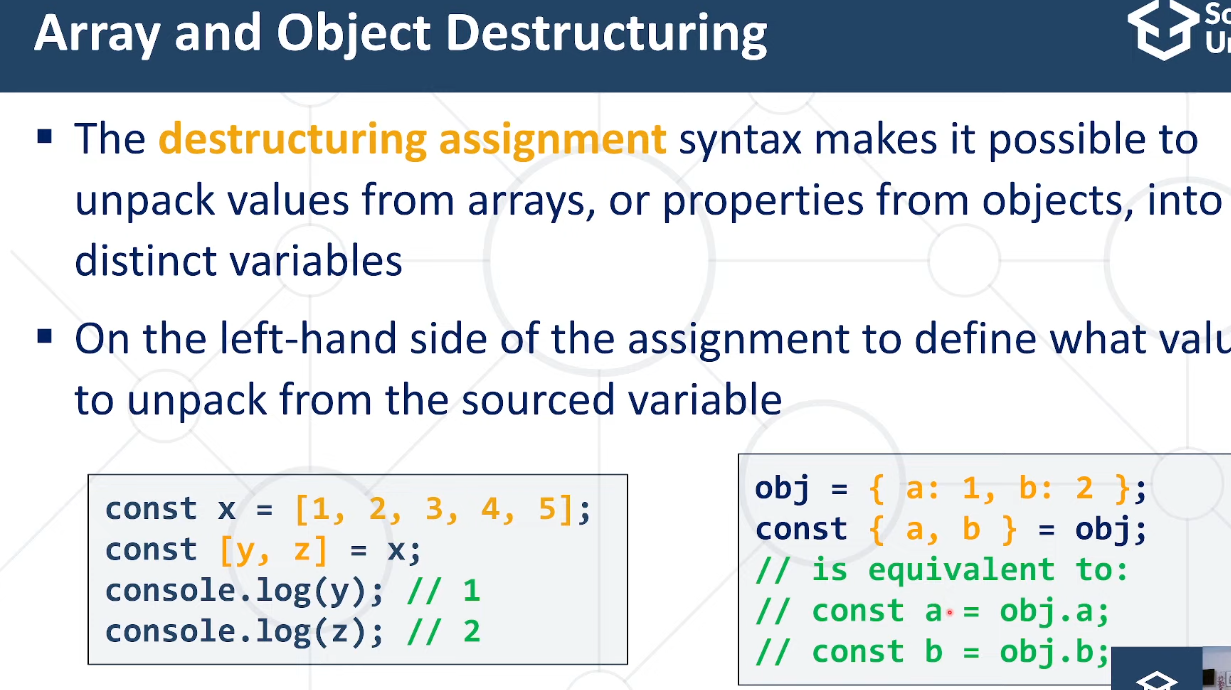 Array and Object Destructuring
▪ The destructuring assignment syntax makes it possible to
unpack values from arrays, or properties from objects, into
distinct variables
▪ On the left-hand side of the assignment to define what
to unpack from the sourced variable
const x = [1, 2, 3, 4, 5];
const [y, z] = x;
console.log(y); // 1
console.log(z); // 2
obj = { a: 1, b: 2 };
const { a, b } = obj;
// is equivalent to:
// const a = obj.a;
// const b = obj.b;